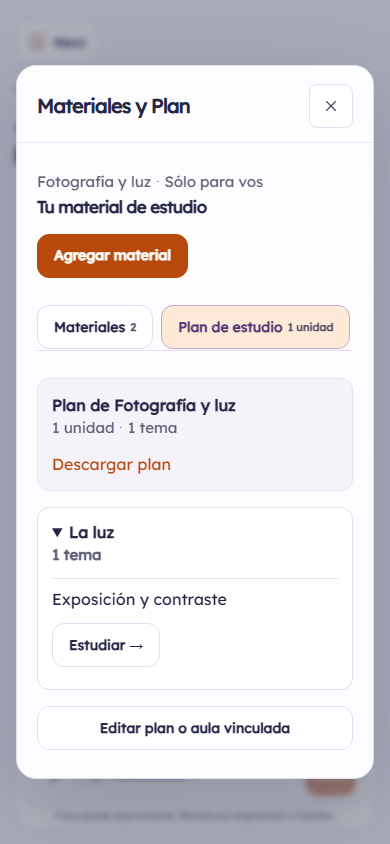 Menú
Materiales y Plan
Fotografía y luz · Sólo para vos
Tu material de estudio
Agregar material
Materiales 2
Plan de estudio 1 unidad
Plan de Fotografía y luz
1 unidad · 1 tema
Descargar plan
▼ La luz
1 tema
Exposición y contraste
Estudiar →
Editar plan o aula vinculada